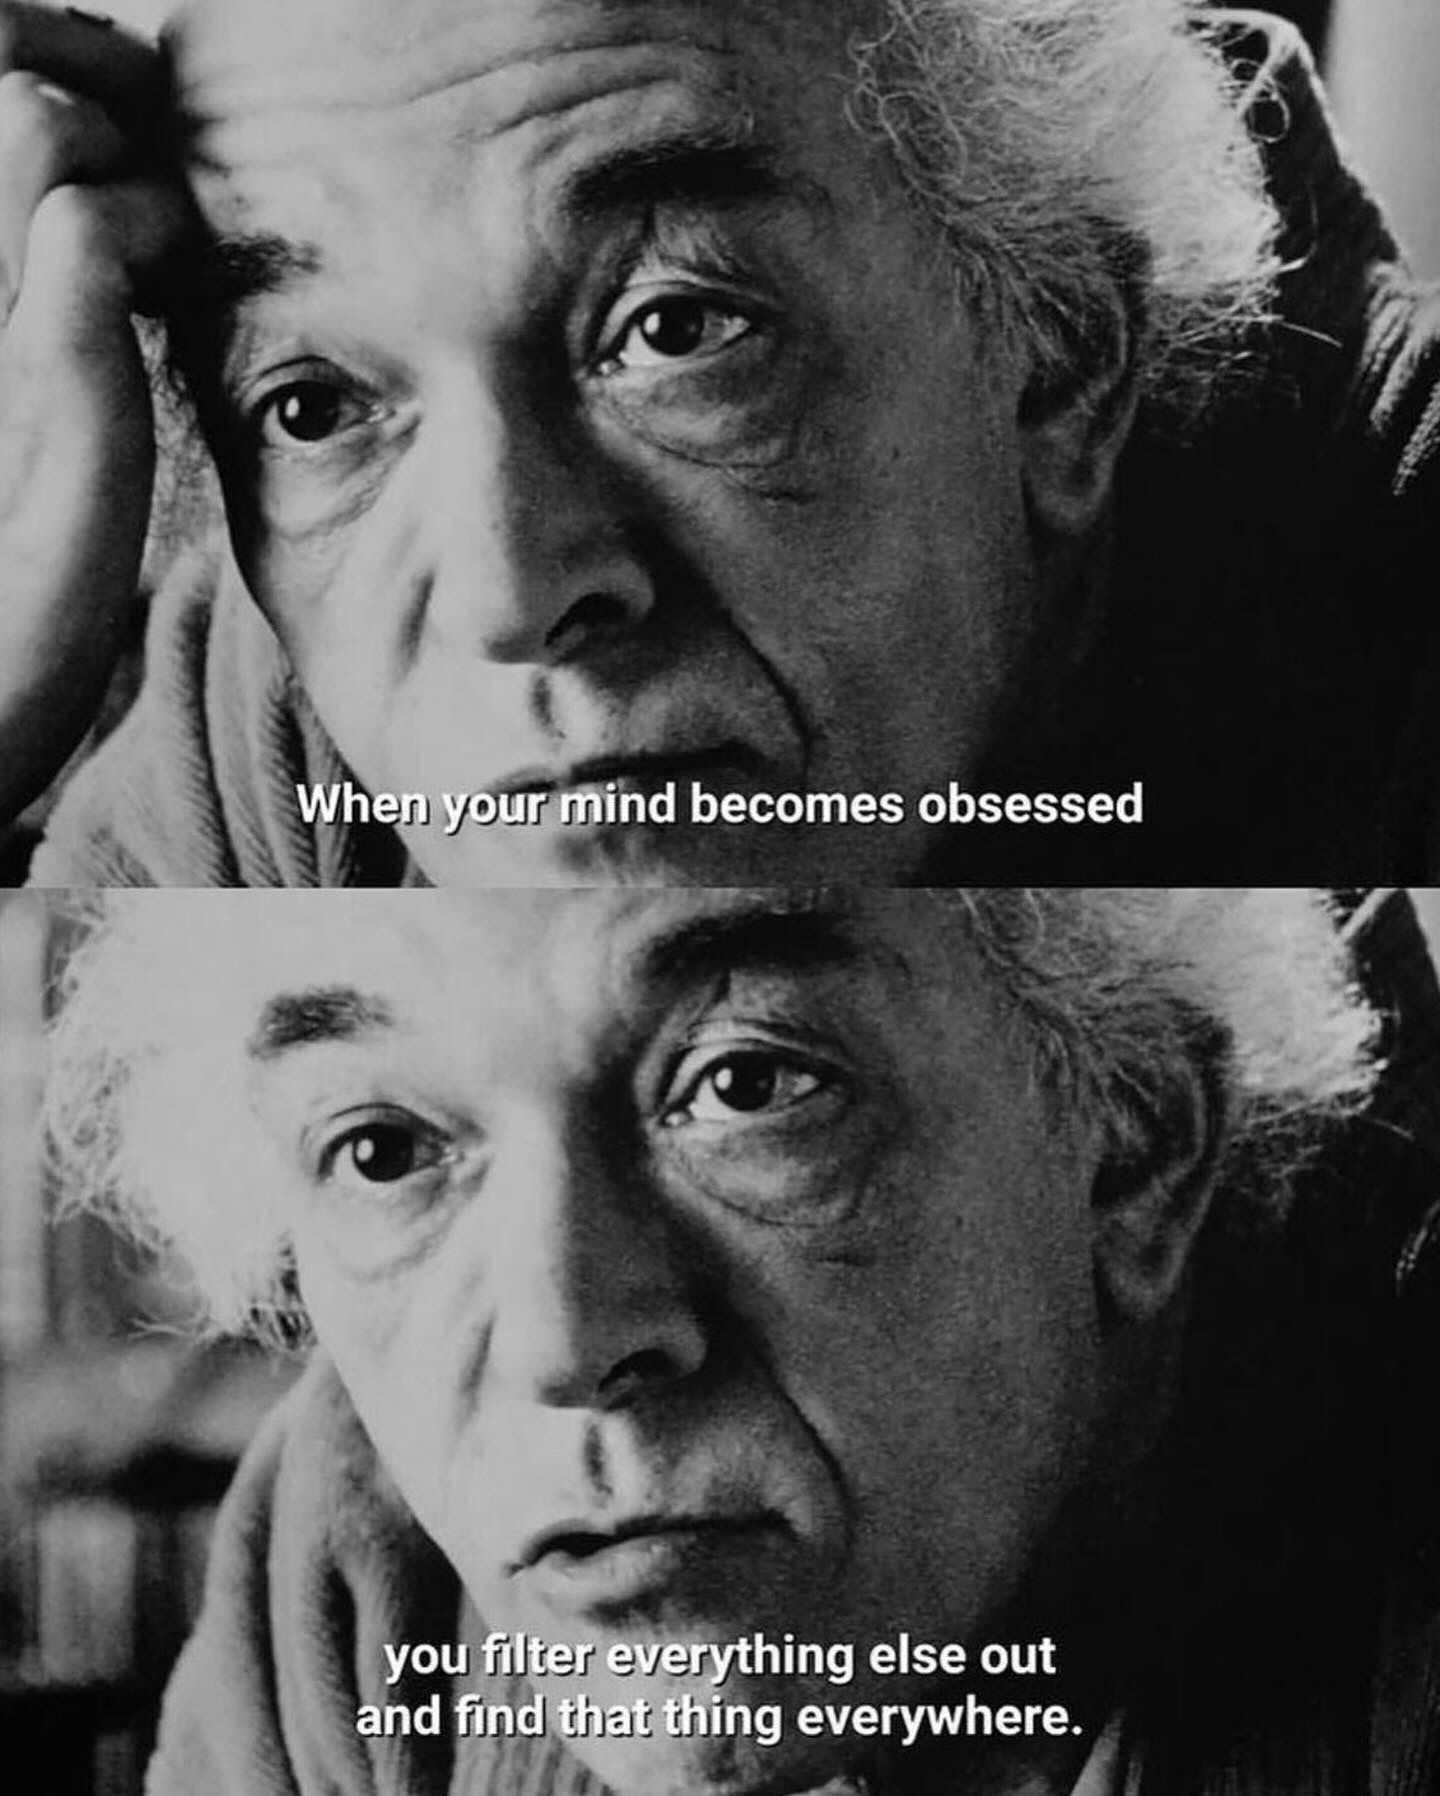 When your mind becomes obsessed
you filter everything else out
and find that thing everywhere.